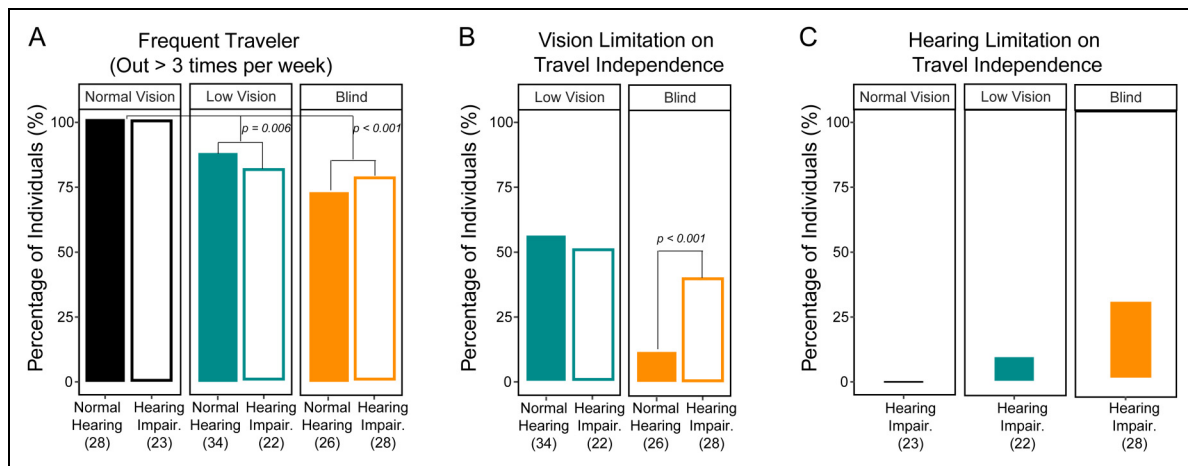 A
Frequent Traveler
(Out > 3 times per week)
Percentage of Individuals (%)
Normal Vision
Low Vision
Blind
100
75
50
25
0
p = 0.006
p < 0.001
Normal
Hearing
(28)
Hearing
Impair.
(23)
Normal
Hearing
(34)
Hearing
Impair.
(22)
Normal
Hearing
(26)
Hearing
Impair.
(28)
B
Vision Limitation on
Travel Independence
Percentage of Individuals (%)
Low Vision
Blind
100
75
50
25
0
p < 0.001
Normal
Hearing
(34)
Hearing
Impair.
(22)
Normal
Hearing
(26)
Hearing
Impair.
(28)
C
Hearing Limitation on
Travel Independence
Percentage of Individuals (%)
Normal Vision
Low Vision
Blind
100
75
50
25
0
Hearing
Impair.
(23)
Hearing
Impair.
(22)
Hearing
Impair.
(28)